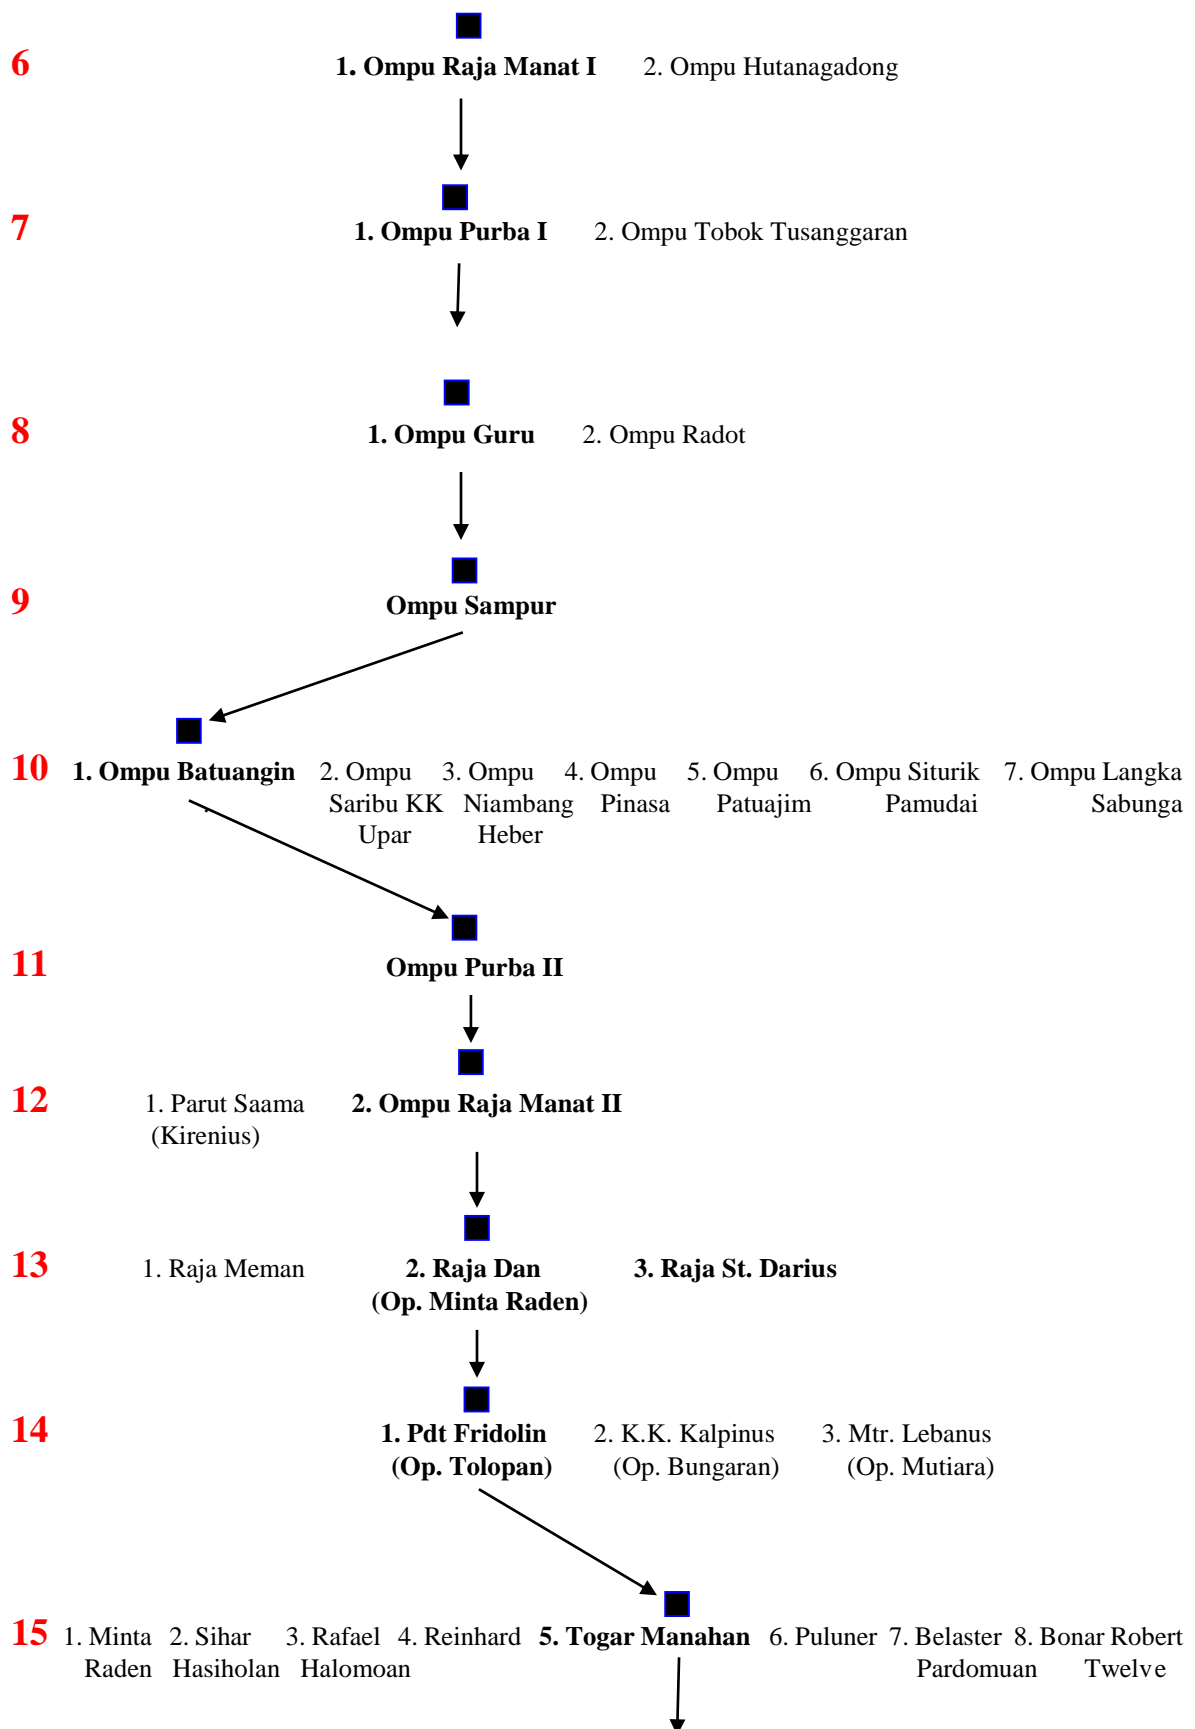 6 1. Ompu Raja Manat I 2. Ompu Hutanagadong
7 1. Ompu Purba I 2. Ompu Tobok Tusanggaran
8 1. Ompu Guru 2. Ompu Radot
9 Ompu Sampur
10 1. Ompu Batuangin 2. Ompu 3. Ompu 4. Ompu 5. Ompu 6. Ompu Siturik 7. Ompu Langka
Saribu KK Niambang Pinasa Patuajim Pamudai Sabunga
Upar Heber
11 Ompu Purba II
12 1. Parut Saama 2. Ompu Raja Manat II
(Kirenius)
13 1. Raja Meman 2. Raja Dan 3. Raja St. Darius
(Op. Minta Raden)
14 1. Pdt Fridolin 2. K.K. Kalpinus 3. Mtr. Lebanus
(Op. Tolopan) (Op. Bungaran) (Op. Mutiara)
15 1. Minta 2. Sihar 3. Rafael 4. Reinhard 5. Togar Manahan 6. Puluner 7. Belaster 8. Bonar Robert
Raden Hasiholan Halomoan Pardomuan Twelve